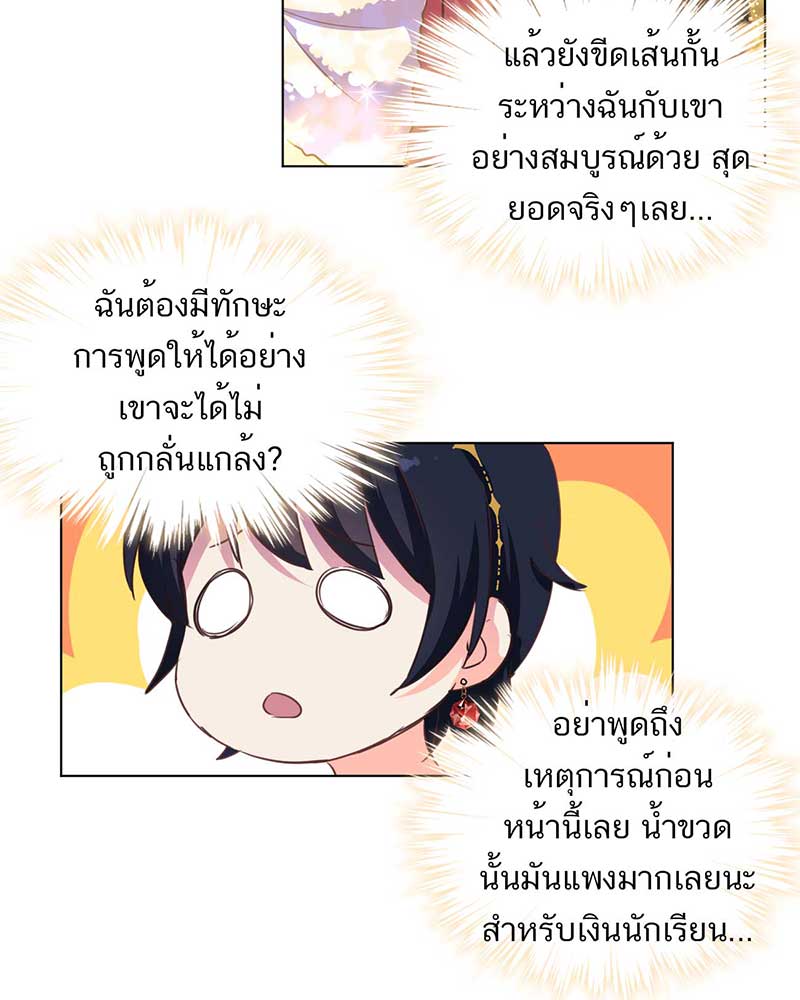 แล้วยังขีดเส้นกั้น
ระหว่างฉันกับเขา
อย่างสมบูรณ์ด้วย สุด
ยอดจริงๆเลย...
ฉันต้องมีทักษะ
การพูดให้ได้อย่าง
เขาจะได้ไม่
ถูกกลั่นแกล้ง?
อย่าพูดถึง
เหตุการณ์ก่อน
หน้านี้เลย น้ำขวด
นั้นมันแพงมากเลยนะ
สำหรับเงินนักเรียน...